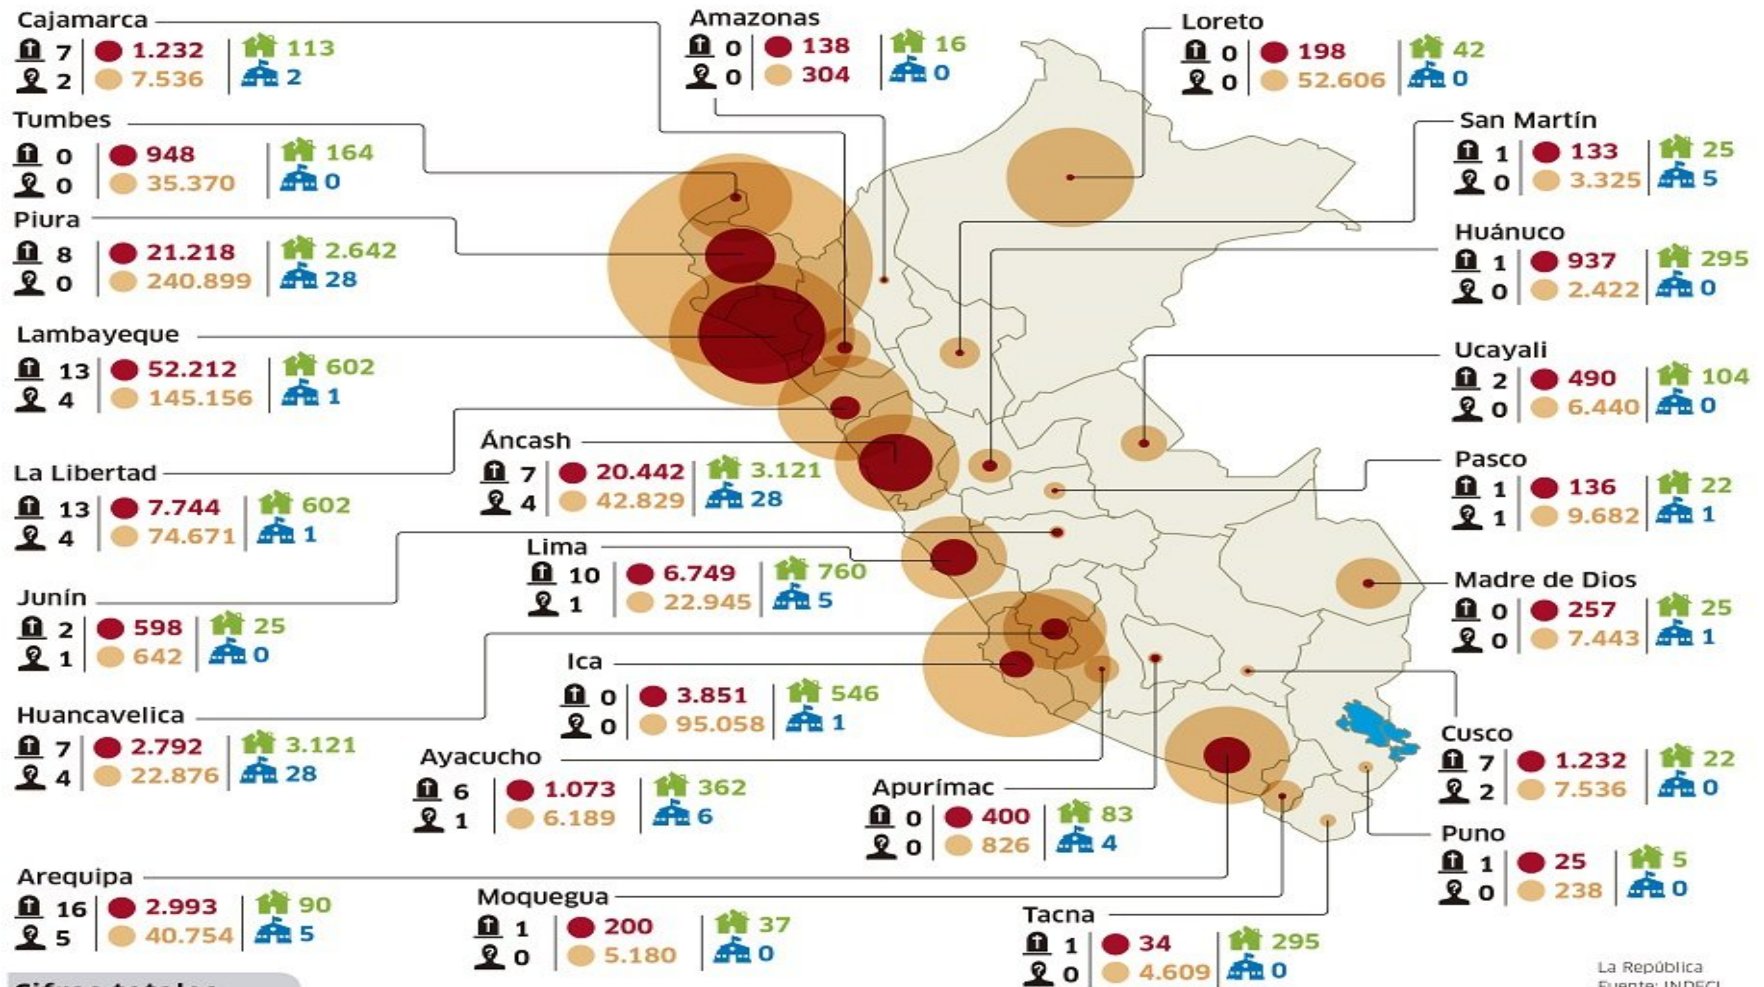 Cajamarca
7 1.232 113
2 7.536 2
Amazonas
0 138 16
0 304 0
Loreto
0 198 42
0 52.606 0
Tumbes
0 948 164
0 35.370 0
San Martín
1 133 25
0 3.325 5
Piura
8 21.218 2.642
0 240.899 28
Huánuco
1 937 295
0 2.422 0
Lambayeque
13 52.212 602
4 145.156 1
Ucayali
2 490 104
0 6.440 0
La Libertad
13 7.744 602
4 74.671 1
Áncash
7 20.442 3.121
4 42.829 28
Pasco
1 136 22
1 9.682 1
Lima
10 6.749 760
1 22.945 5
Junín
2 598 25
1 642 0
Madre de Dios
0 257 25
0 7.443 1
Ica
0 3.851 546
0 95.058 1
Huancavelica
7 2.792 3.121
4 22.876 28
Ayacucho
6 1.073 362
1 6.189 6
Apurímac
0 400 83
0 826 4
Cusco
7 1.232 22
2 7.536 0
Puno
1 25 5
0 238 0
Arequipa
16 2.993 90
5 40.754 5
Moquegua
1 200 37
0 5.180 0
Tacna
1 34 295
0 4.609 0
Cifras totales
La República
Fuente: INDECI